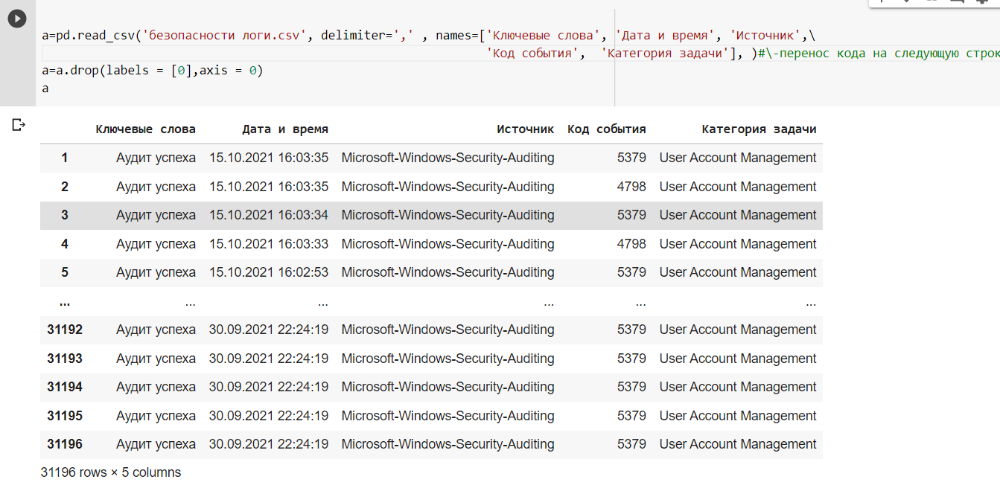 a=pd.read_csv('безопасности логи.csv', delimiter=',' , names=['Ключевые слова', 'Дата и время', 'Источник',\
'Код события', 'Категория задачи'], )#\-перенос кода на следующую строк
a=a.drop(labels = [0],axis = 0)
a
Ключевые слова Дата и время Источник Код события Категория задачи
1 Аудит успеха 15.10.2021 16:03:35 Microsoft-Windows-Security-Auditing 5379 User Account Management
2 Аудит успеха 15.10.2021 16:03:35 Microsoft-Windows-Security-Auditing 4798 User Account Management
3 Аудит успеха 15.10.2021 16:03:34 Microsoft-Windows-Security-Auditing 5379 User Account Management
4 Аудит успеха 15.10.2021 16:03:33 Microsoft-Windows-Security-Auditing 4798 User Account Management
5 Аудит успеха 15.10.2021 16:02:53 Microsoft-Windows-Security-Auditing 5379 User Account Management
... ... ... ... ... ...
31192 Аудит успеха 30.09.2021 22:24:19 Microsoft-Windows-Security-Auditing 5379 User Account Management
31193 Аудит успеха 30.09.2021 22:24:19 Microsoft-Windows-Security-Auditing 5379 User Account Management
31194 Аудит успеха 30.09.2021 22:24:19 Microsoft-Windows-Security-Auditing 5379 User Account Management
31195 Аудит успеха 30.09.2021 22:24:19 Microsoft-Windows-Security-Auditing 5379 User Account Management
31196 Аудит успеха 30.09.2021 22:24:19 Microsoft-Windows-Security-Auditing 5379 User Account Management
31196 rows × 5 columns